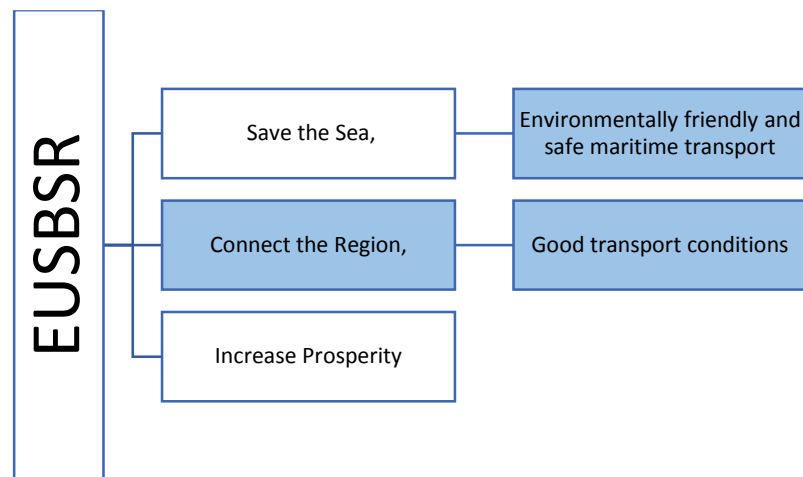 EUSBSR
Save the Sea,
Environmentally friendly and
safe maritime transport
Connect the Region,
Good transport conditions
Increase Prosperity